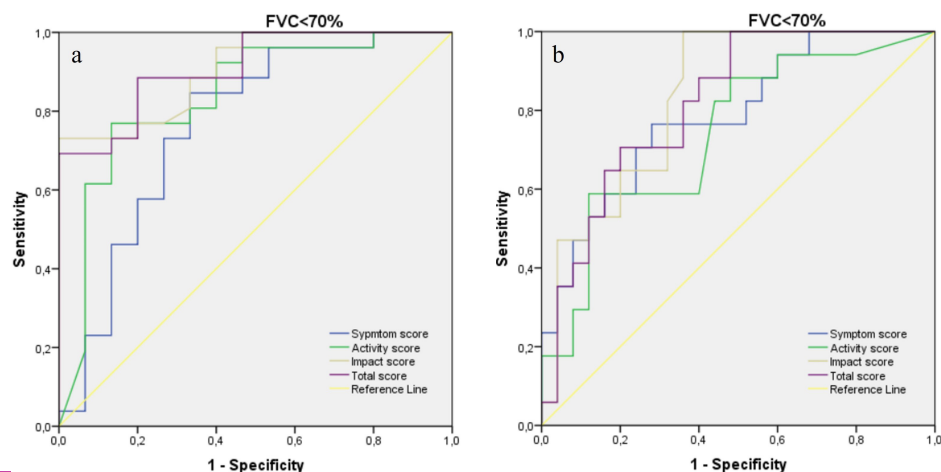 FVC<70%
a
1,0
0,8
0,6
0,4
0,2
0,0
Sensitivity
Sypmtom score
Activity score
Impact score
Total score
Reference Line
0,0 0,2 0,4 0,6 0,8 1,0
1 - Specificity
FVC<70%
b
1,0
0,8
0,6
0,4
0,2
0,0
Sensitivity
Symptom score
Activity score
Impact score
Total score
Reference Line
0,0 0,2 0,4 0,6 0,8 1,0
1 - Specificity